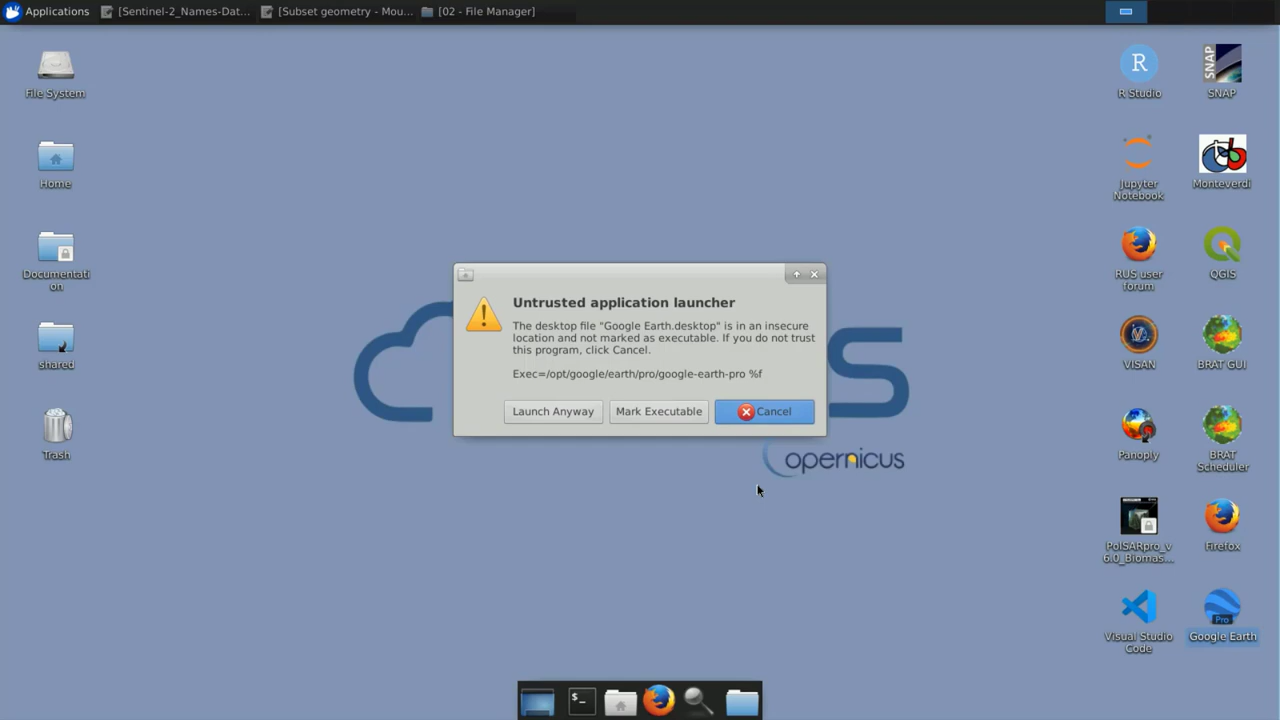 Applications
[Sentinel-2_Names-Dat...
[Subset geometry - Mou...
[02 - File Manager]
File System
Home
Documentati
on
shared
Trash
R Studio
SNAP
SNAP
Jupyter
Notebook
Monteverdi
RUS user
forum
QGIS
VISAN
BRAT GUI
Panoply
BRAT
Scheduler
PolSARpro_v
6.0_Biomas...
Firefox
Visual Studio
Code
Pro
Google Earth
Untrusted application launcher
The desktop file "Google Earth.desktop" is in an insecure
location and not marked as executable. If you do not trust
this program, click Cancel.
Exec=/opt/google/earth/pro/google-earth-pro %f
Launch Anyway
Mark Executable
Cancel
S
opernicus